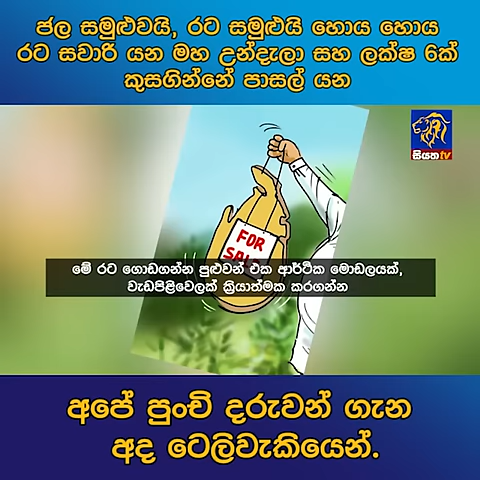 ජල සමුළුවයි, රට සමුළුයි හොය හොය
රට සවාරි යන මහ උන්දැලා සහ ලක්ෂ 6ක්
කුසගින්නේ පාසල් යන
සියත tv
FOR
SALE
මේ රට ගොඩගන්න පුළුවන් එක ආර්ථික මොඩලයක්,
වැඩපිළිවෙලක් ක්‍රියාත්මක කරගන්න
අපේ පුංචි දරුවන් ගැන
අද ටෙලිවැකියෙන්.